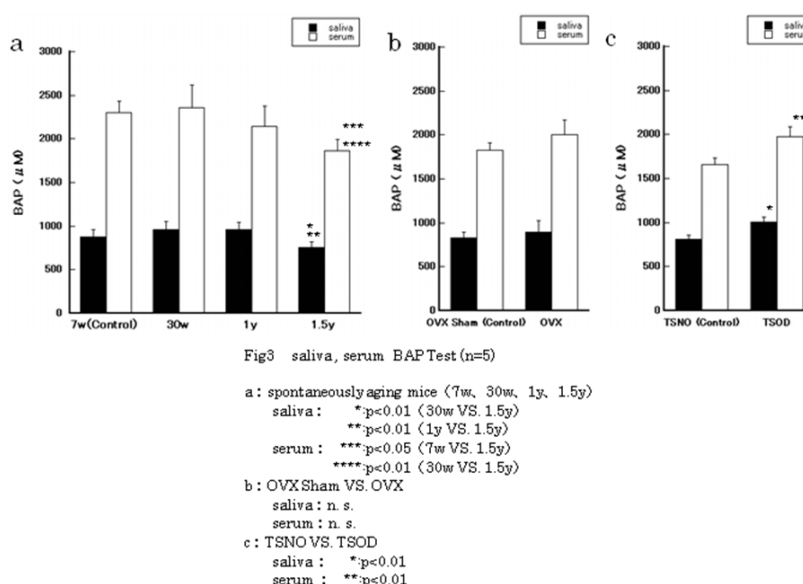 a
saliva
serum
3000
2500
2000
1500
1000
500
0
BAP (μM)
*
**
***
****
7w(Control) 30w 1y 1.5y
b
saliva
serum
3000
2500
2000
1500
1000
500
0
BAP (μM)
OVX Sham (Control) OVX
c
saliva
seru
3000
2500
2000
1500
1000
500
0
BAP (μM)
*
**
TSNO (Control) TSOD
Fig3 saliva, serum BAP Test (n=5)
a : spontaneously aging mice (7w、30w、1y、1.5y)
saliva : *:p<0.01 (30w VS. 1.5y)
**:p<0.01 (1y VS. 1.5y)
serum : ***:p<0.05 (7w VS. 1.5y)
****:p<0.01 (30w VS. 1.5y)
b : OVX Sham VS. OVX
saliva : n. s.
serum : n. s.
c : TSNO VS. TSOD
saliva : *:p<0.01
serum : **:p<0.01